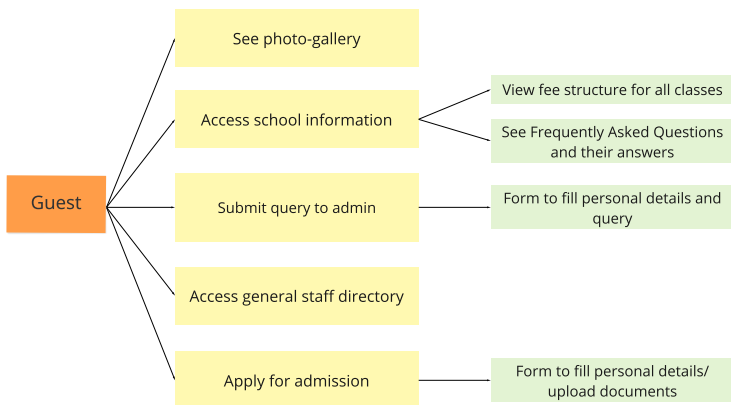 See photo-gallery
View fee structure for all classes
Access school information
See Frequently Asked Questions
and their answers
Guest
Submit query to admin
Form to fill personal details and
query
Access general staff directory
Apply for admission
Form to fill personal details/
upload documents